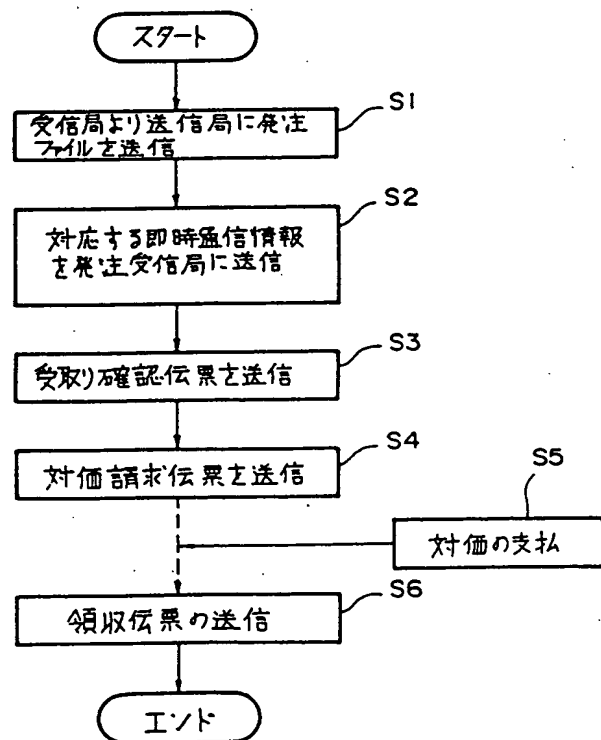 スタート
S1
受信局より送信局に発注
ファイルを送信
S2
対応する即時通信情報
を発注受信局に送信
S3
受取り確認伝票を送信
S4
対価請求伝票を送信
S5
対価の支払
S6
領収伝票の送信
エンド